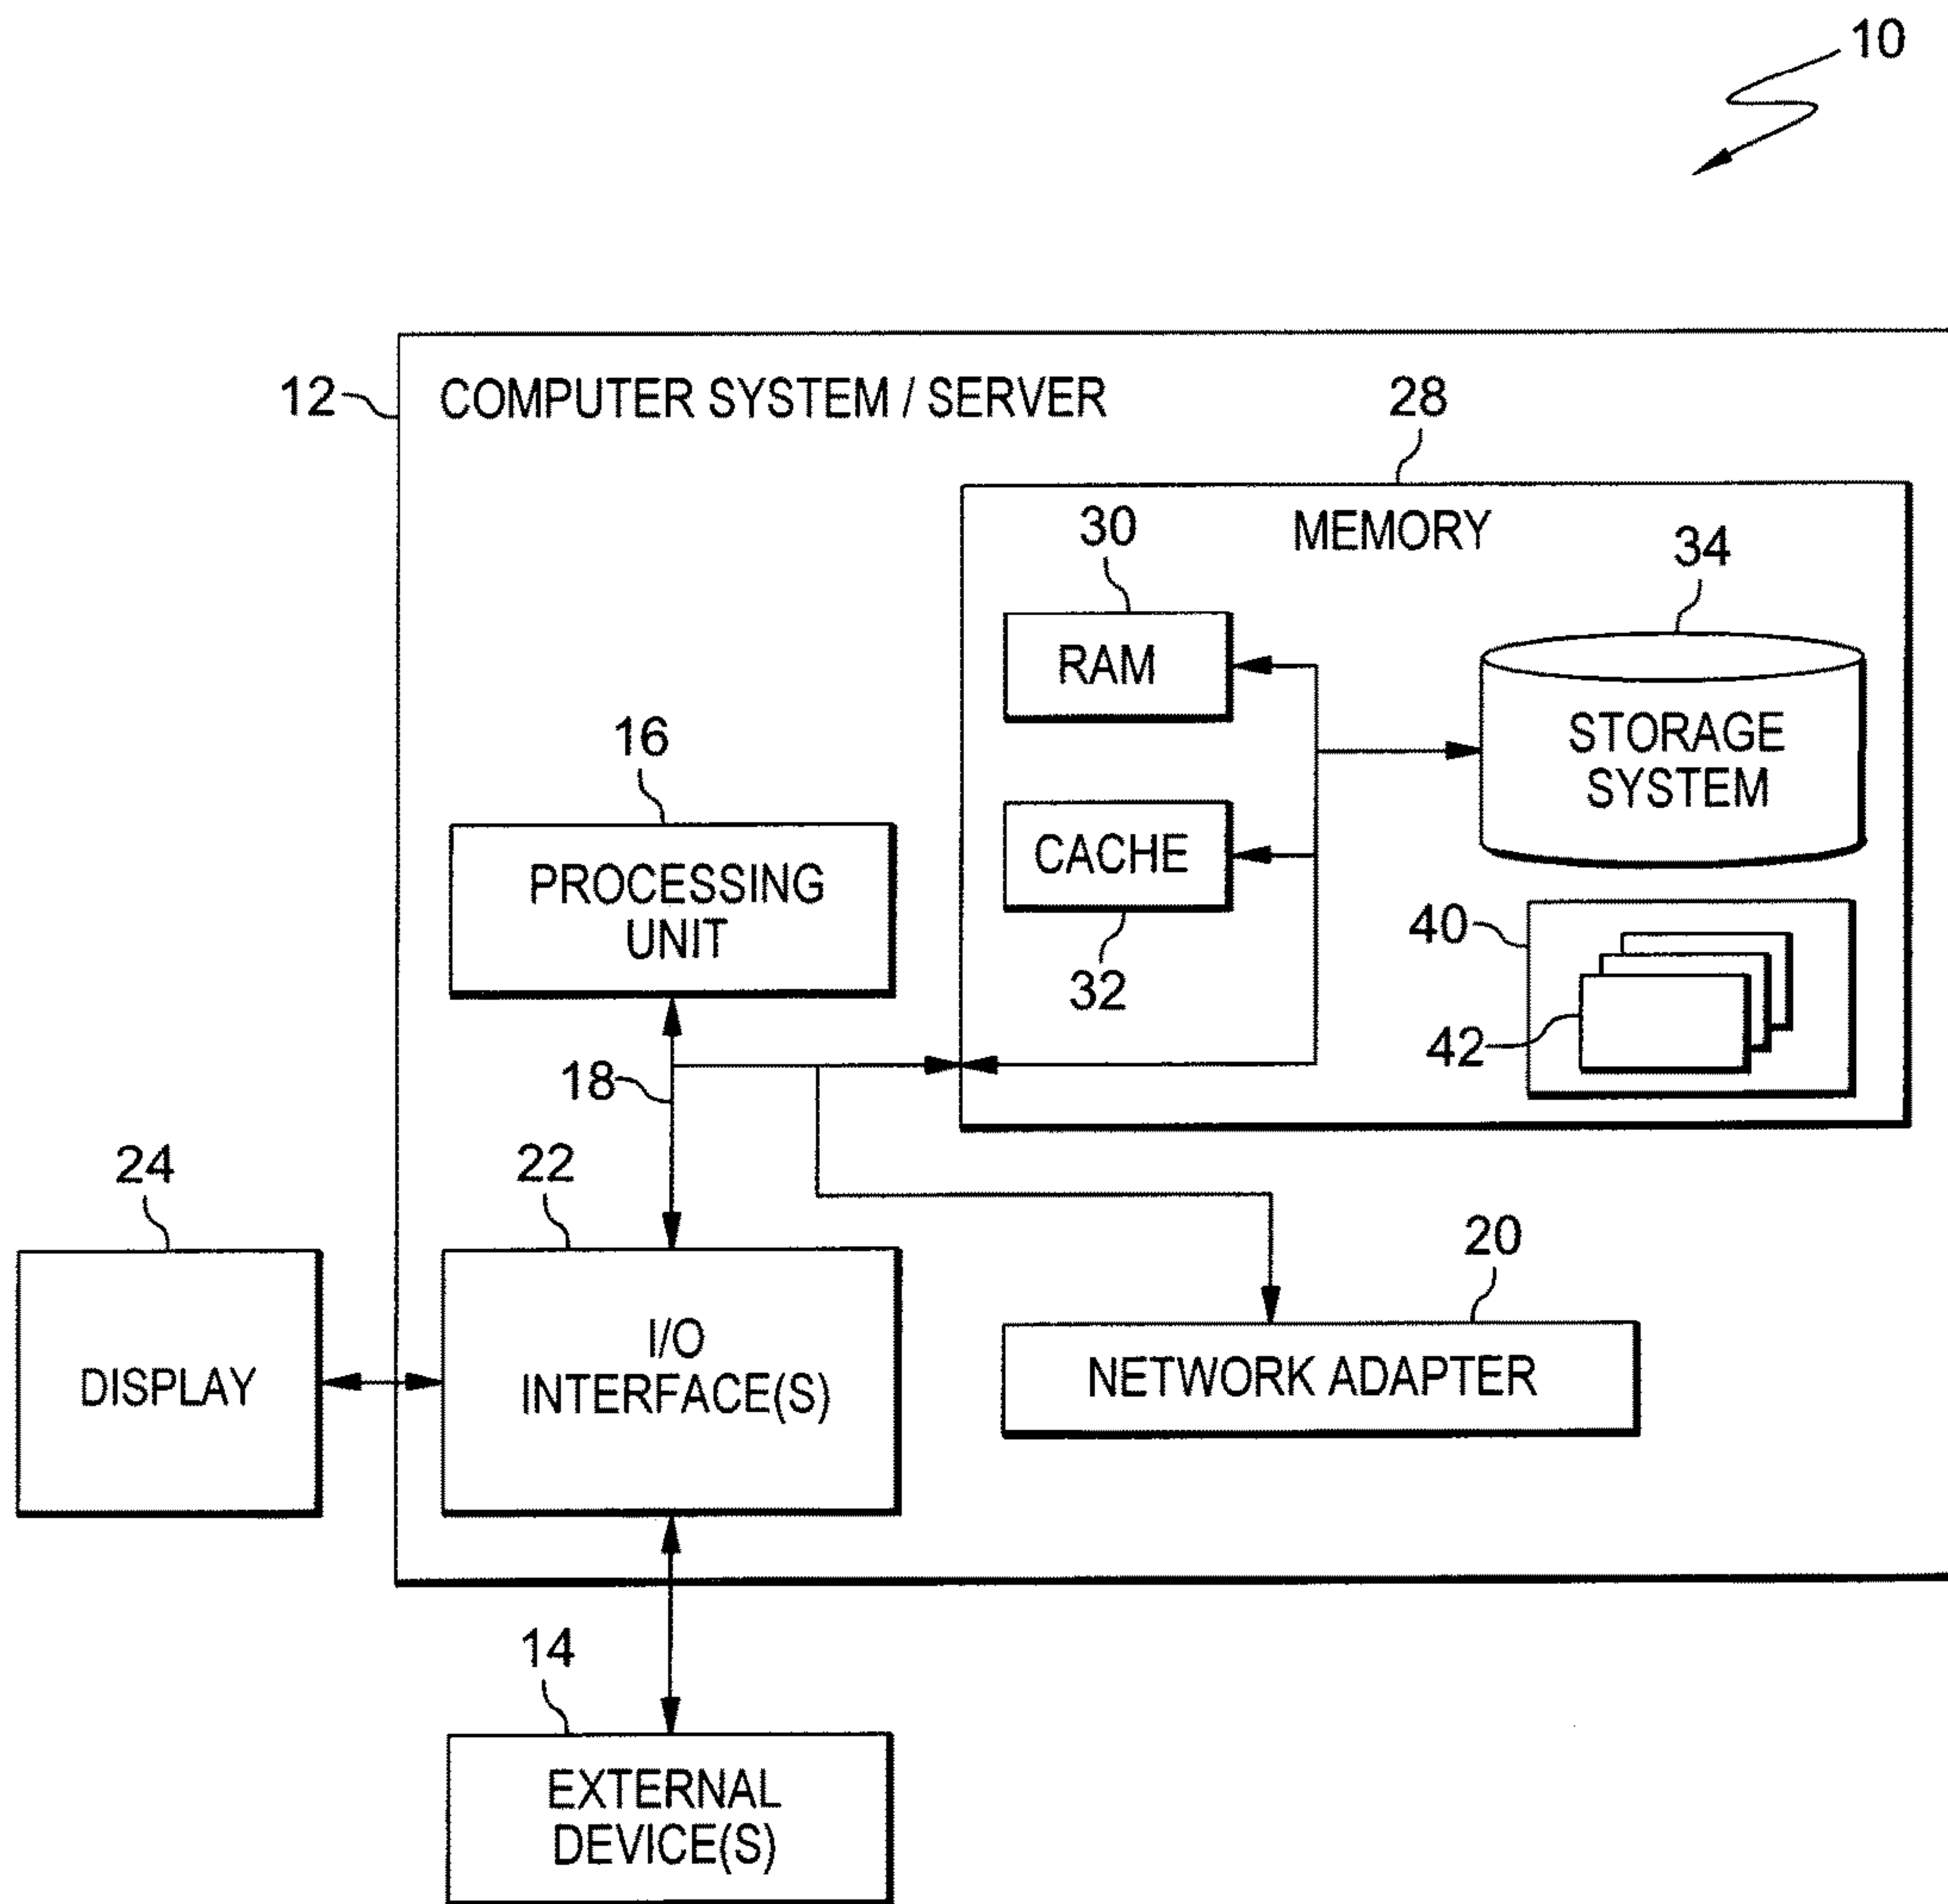 10
12
COMPUTER SYSTEM / SERVER
28
MEMORY
30
34
RAM
STORAGE
SYSTEM
16
CACHE
PROCESSING
UNIT
32
40
42
18
24
22
20
DISPLAY
I/O
INTERFACE(S)
NETWORK ADAPTER
14
EXTERNAL
DEVICE(S)